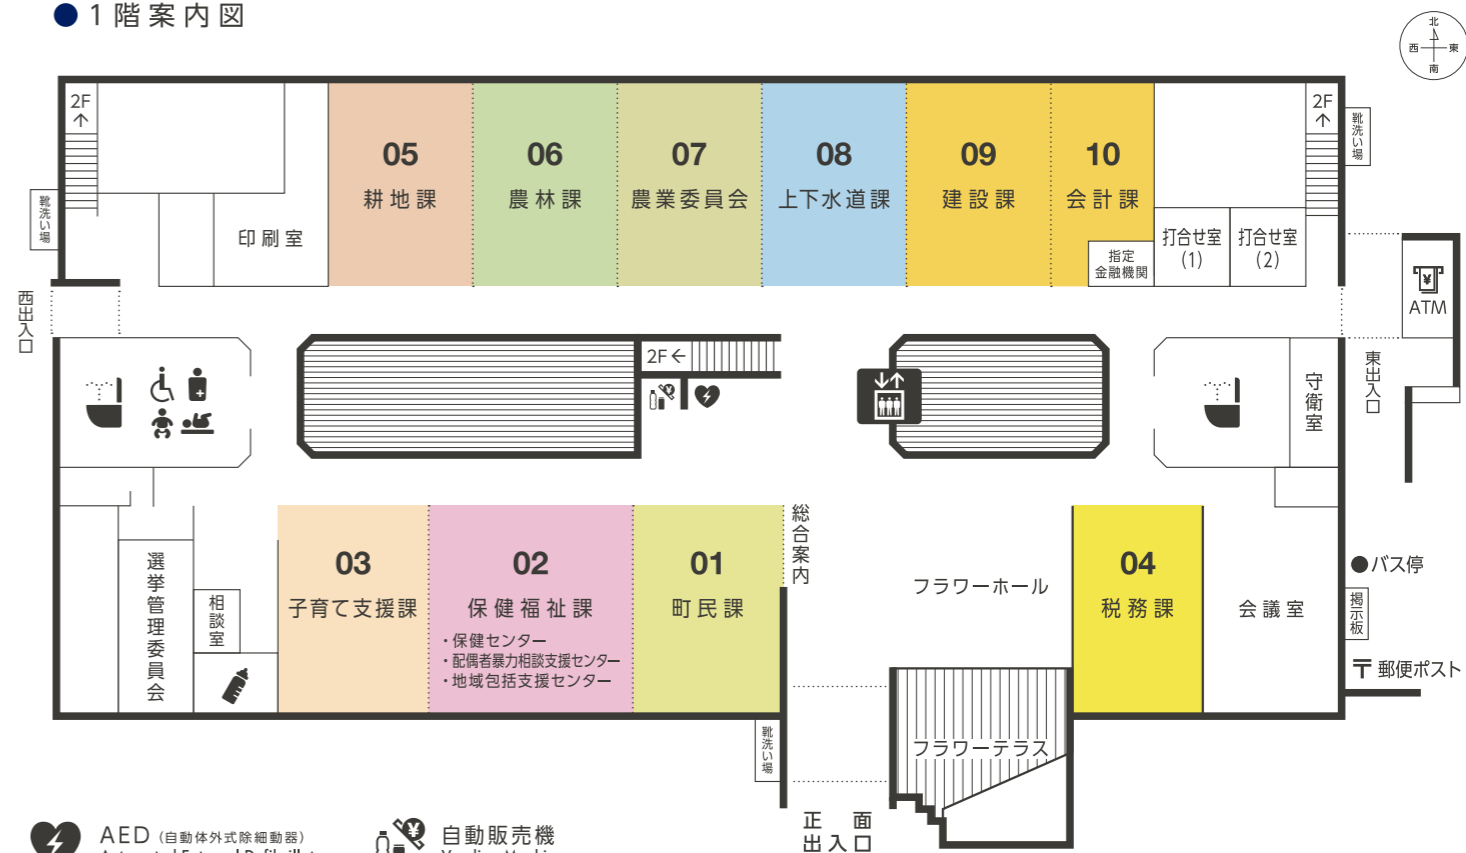 ● 1階案内図
北
西 東
南
2F
2F
靴洗い場
05
06
07
08
09
10
耕地課
農林課
農業委員会
上下水道課
建設課
会計課
靴洗い場
印刷室
指定
金融機関
打合せ室
(1)
打合せ室
(2)
ATM
西出入口
2F
東出入口
守衛室
総合案内
03
子育て支援課
02
保健福祉課
・保健センター
・配偶者暴力相談支援センター
・地域包括支援センター
01
町民課
フラワーホール
04
税務課
会議室
選挙管理委員会
相談室
●バス停
掲示板
〒郵便ポスト
靴洗い場
フラワーテラス
正面
出入口
AED (自動体外式除細動器)
自動販売機